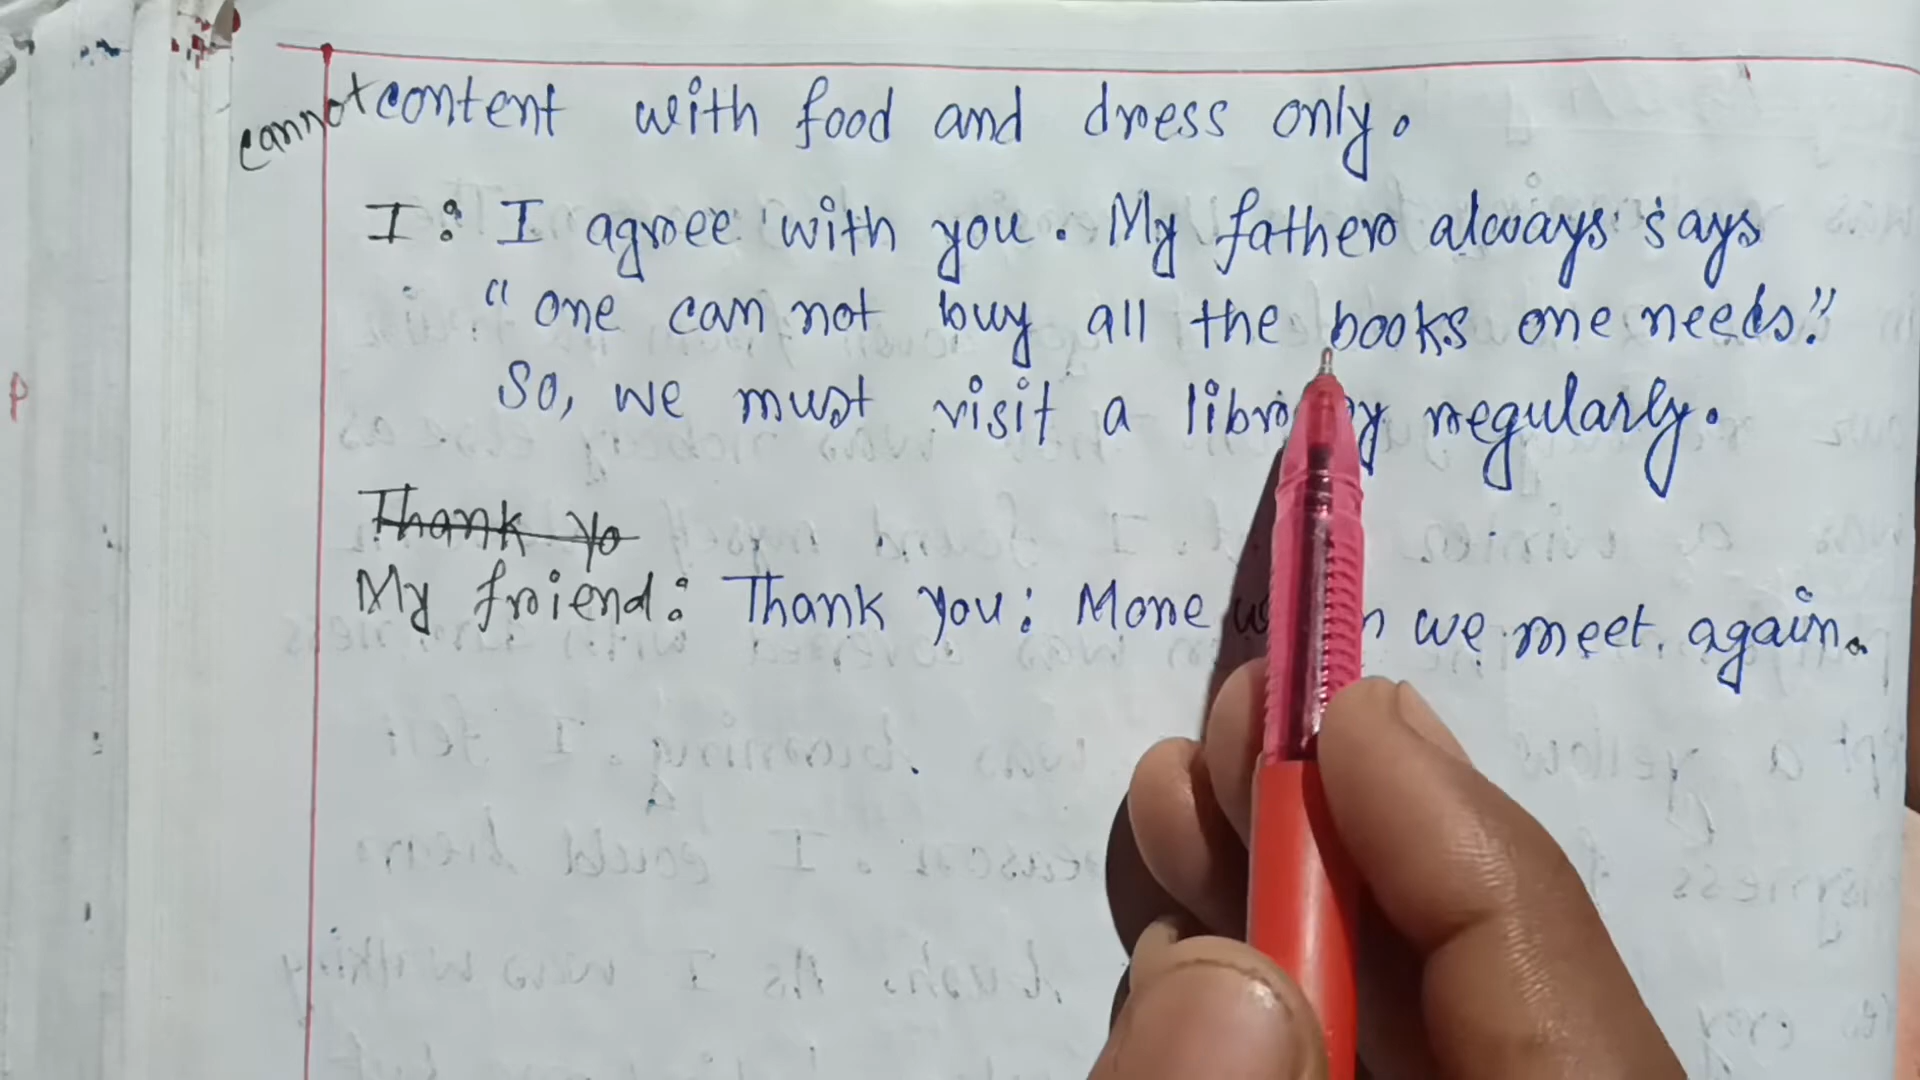 cannot content with food and dress only.
I: I agree with you. My father always says
"one can not buy all the books one needs."
So, we must visit a library regularly.
Thank Yo
My friend: Thank you: More we meet again.